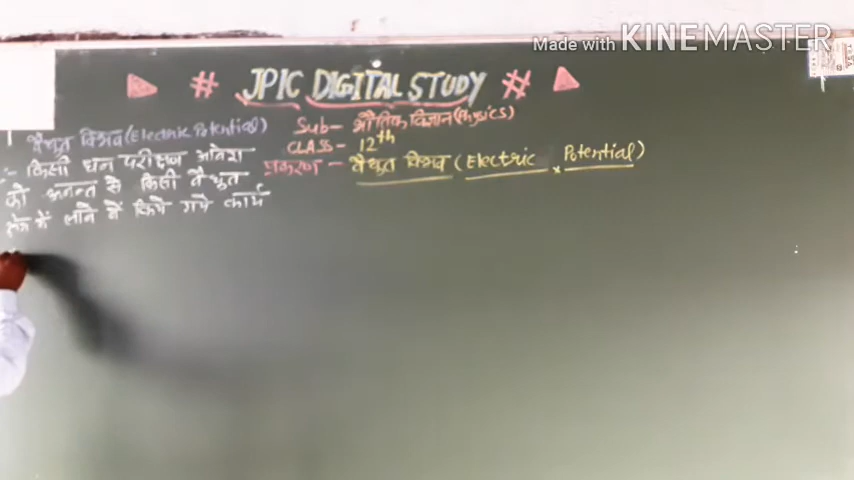 Made with KINEMASTER
# JPIC DIGITAL STUDY #
Sub- भौतिक विज्ञान (Physics)
CLASS- 12th
प्रकरण - वैधुत विभव (Electric Potential)
वैधुत विभव (Electric Potential)
:- किसी धन परीक्षण आवेश
को अनन्त से किसी वैधुत
क्षेत्र में लाने में किये गये कार्य